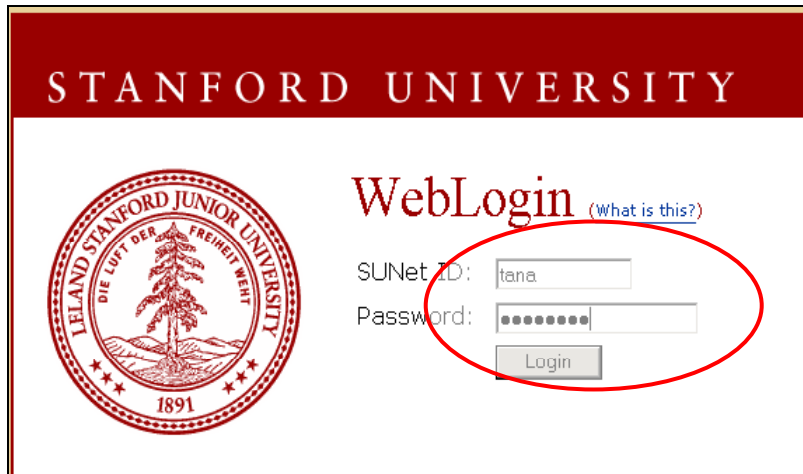 STANFORD UNIVERSITY
LELAND STANFORD JUNIOR UNIVERSITY
DIE LUFT DER FREIHEIT WEHT
1891
WebLogin (What is this?)
SUNet ID: tana
Password: ●●●●●●●●
Login